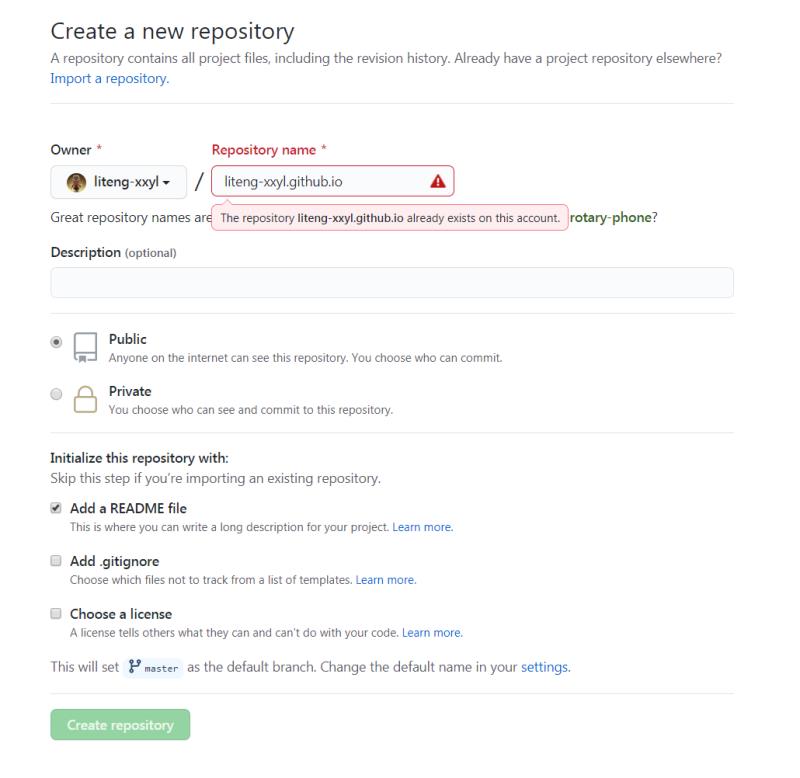 Create a new repository
A repository contains all project files, including the revision history. Already have a project repository elsewhere?
Import a repository.
Owner *
Repository name *
liteng-xxyl
/
liteng-xxyl.github.io
Great repository names are
The repository liteng-xxyl.github.io already exists on this account.
rotary-phone?
Description (optional)
Public
Anyone on the internet can see this repository. You choose who can commit.
Private
You choose who can see and commit to this repository.
Initialize this repository with:
Skip this step if you’re importing an existing repository.
Add a README file
This is where you can write a long description for your project. Learn more.
Add .gitignore
Choose which files not to track from a list of templates. Learn more.
Choose a license
A license tells others what they can and can't do with your code. Learn more.
This will set master as the default branch. Change the default name in your settings.
Create repository